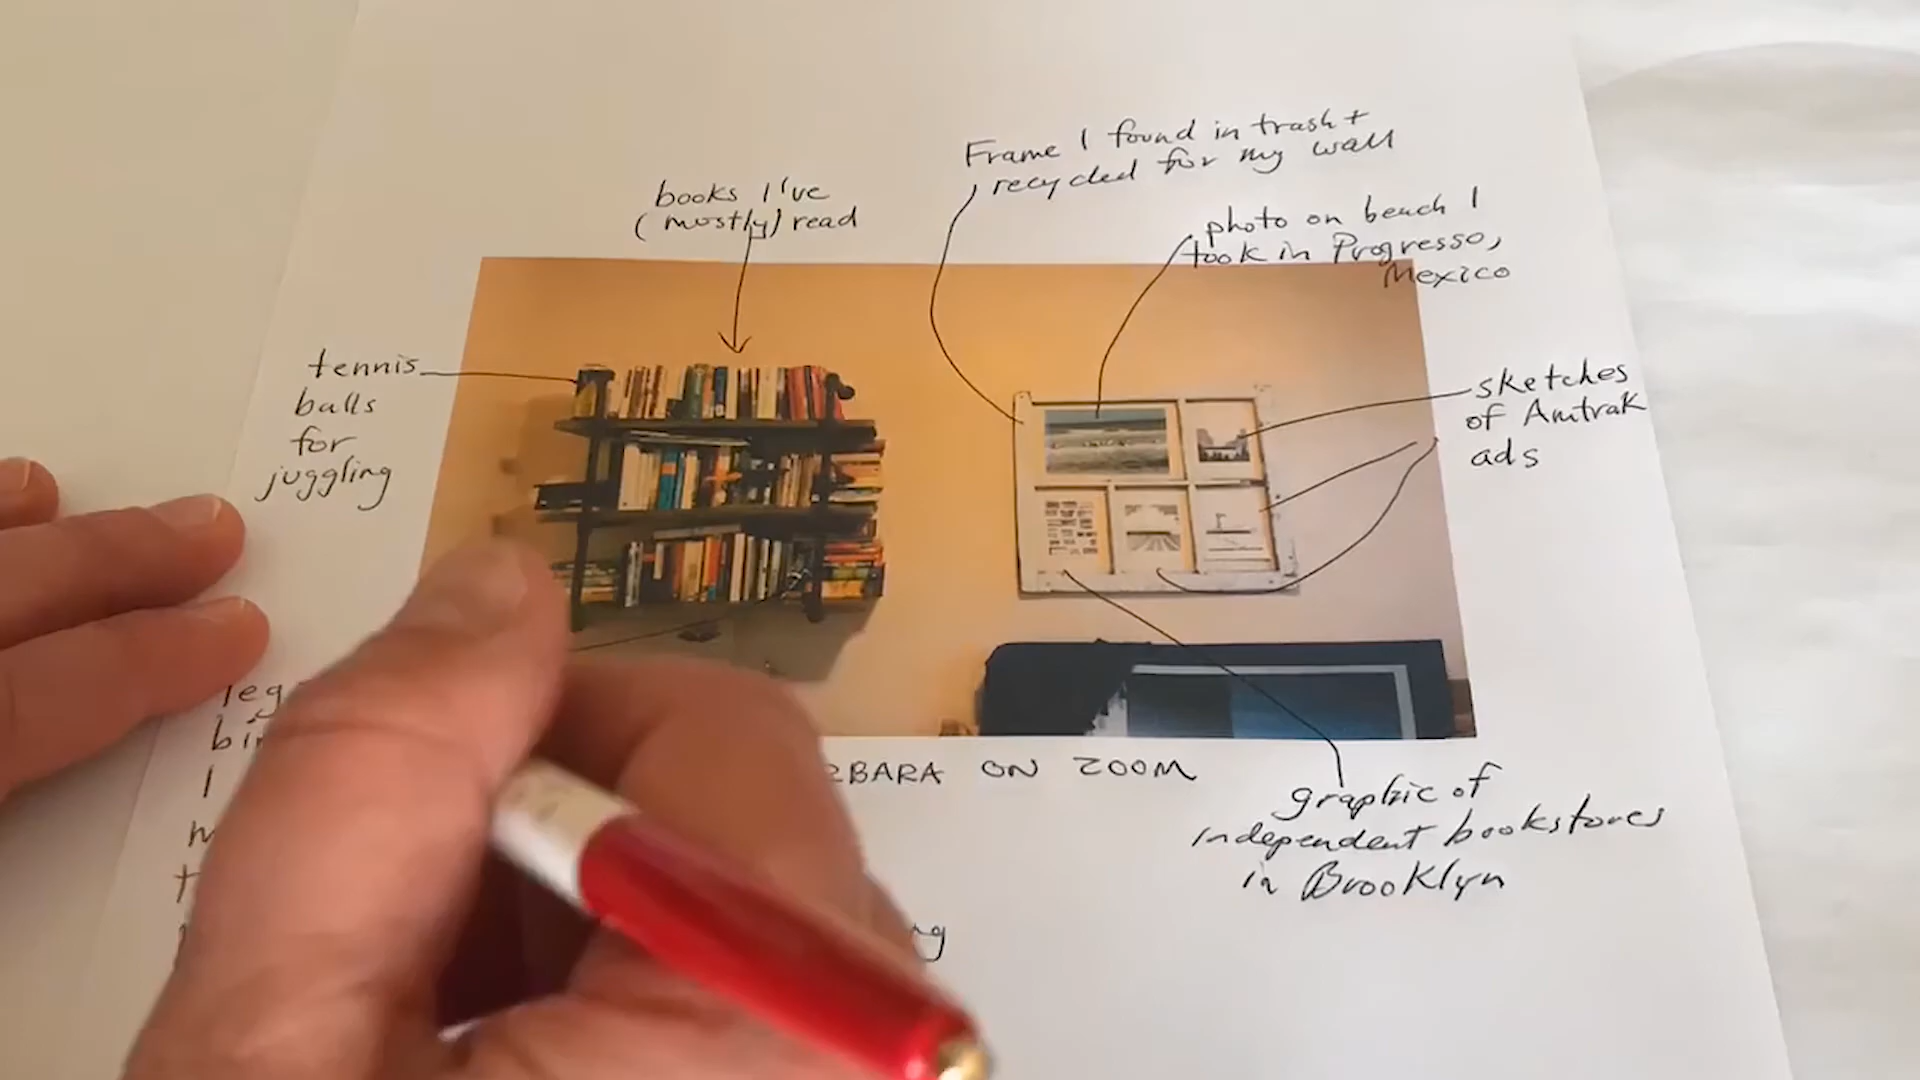 Frame I found in trash +
recycled for my wall
books I've
(mostly) read
photo on beach I
took in Progresso,
Mexico
tennis
balls
for
juggling
sketches
of Amtrak
ads
ON ZOOM
graphic of
independent bookstores
in Brooklyn